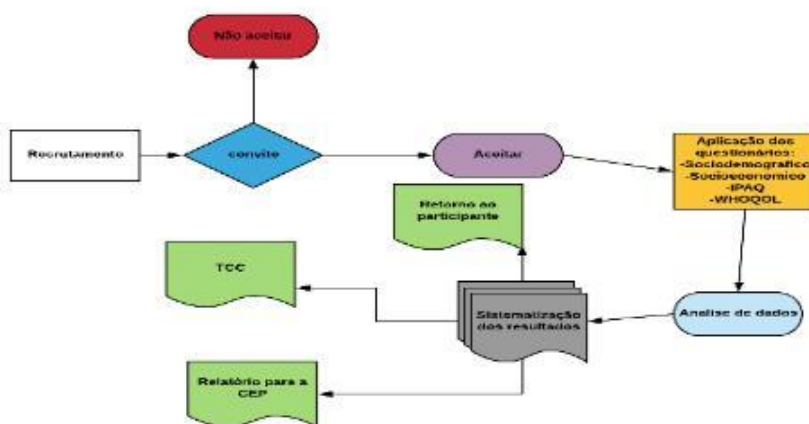 Não aceitar
Recrutamento
convite
Aceitar
Aplicação dos
questionários:
-Sociodemográfico
-Socioeconomico
-IPAQ
-WHOQOL
Retorno ao
participante
TCC
Sistematização
dos resultados
Analise de dados
Relatório para a
CEP